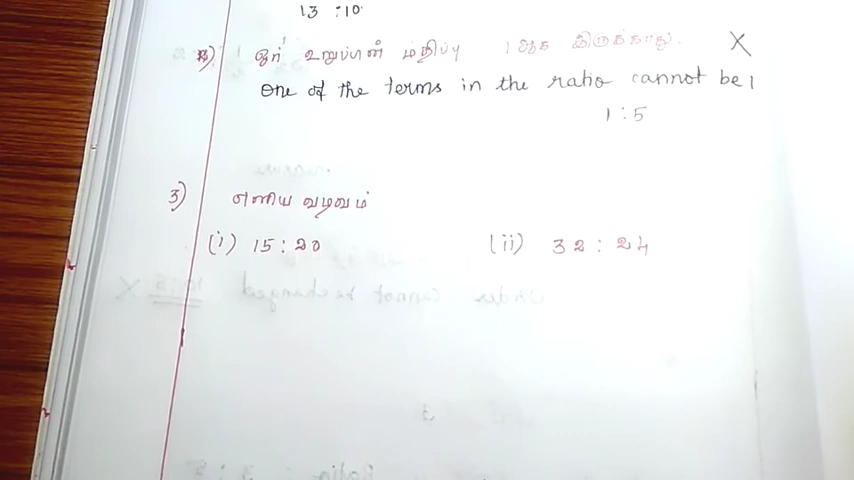 13 : 10
ஓர் உறுப்பின் மதிப்பு 1 ஆக இருக்காது. X
One of the terms in the ratio cannot be 1
1 : 5
3) எளிய வடிவம்
(i) 15 : 20 (ii) 32 : 24